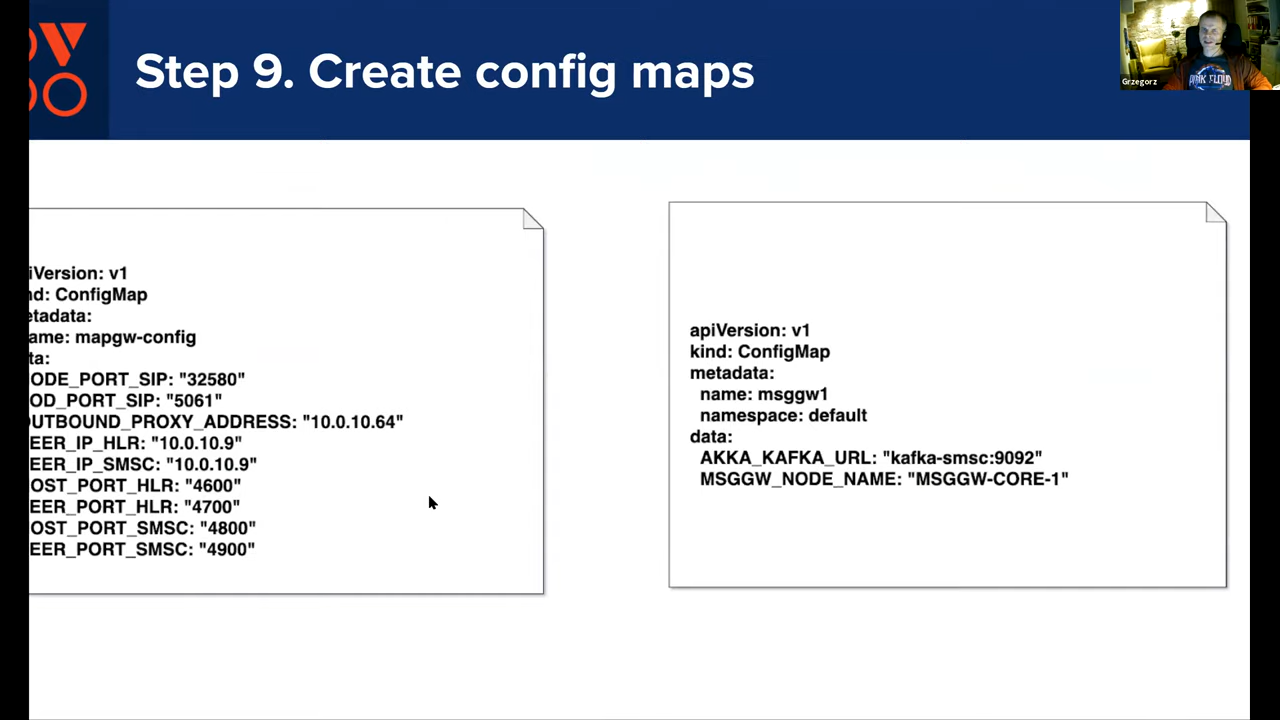 Step 9. Create config maps
Grzegorz
iVersion: v1
nd: ConfigMap
etadata:
ame: mapgw-config
ta:
ODE_PORT_SIP: "32580"
OD_PORT_SIP: "5061"
OUTBOUND_PROXY_ADDRESS: "10.0.10.64"
EER_IP_HLR: "10.0.10.9"
EER_IP_SMSC: "10.0.10.9"
OST_PORT_HLR: "4600"
EER_PORT_HLR: "4700"
OST_PORT_SMSC: "4800"
EER_PORT_SMSC: "4900"
apiVersion: v1
kind: ConfigMap
metadata:
name: msggw1
namespace: default
data:
AKKA_KAFKA_URL: "kafka-smsc:9092"
MSGGW_NODE_NAME: "MSGGW-CORE-1"